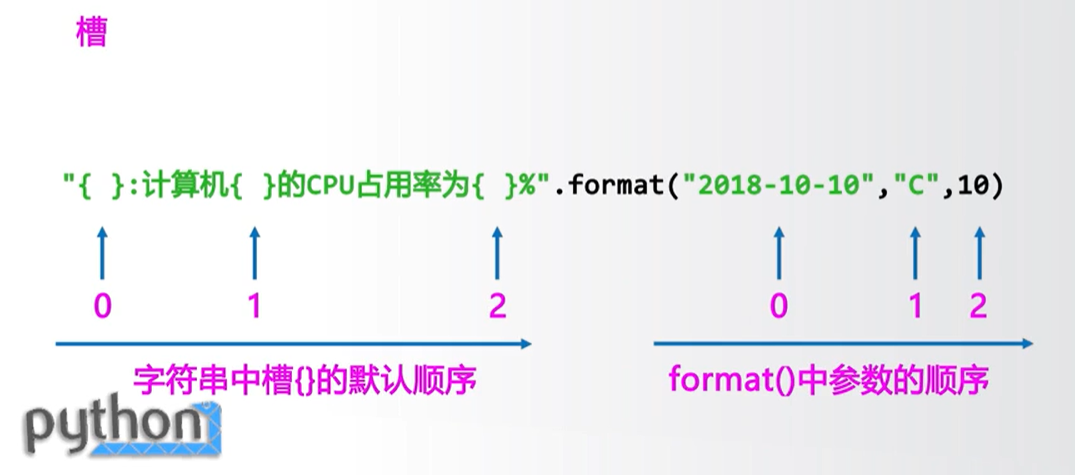 槽
"{ }:计算机{ }的CPU占用率为{ }%".format("2018-10-10","C",10)
0 1 2 0 1 2
字符串中槽{}的默认顺序 format()中参数的顺序
python